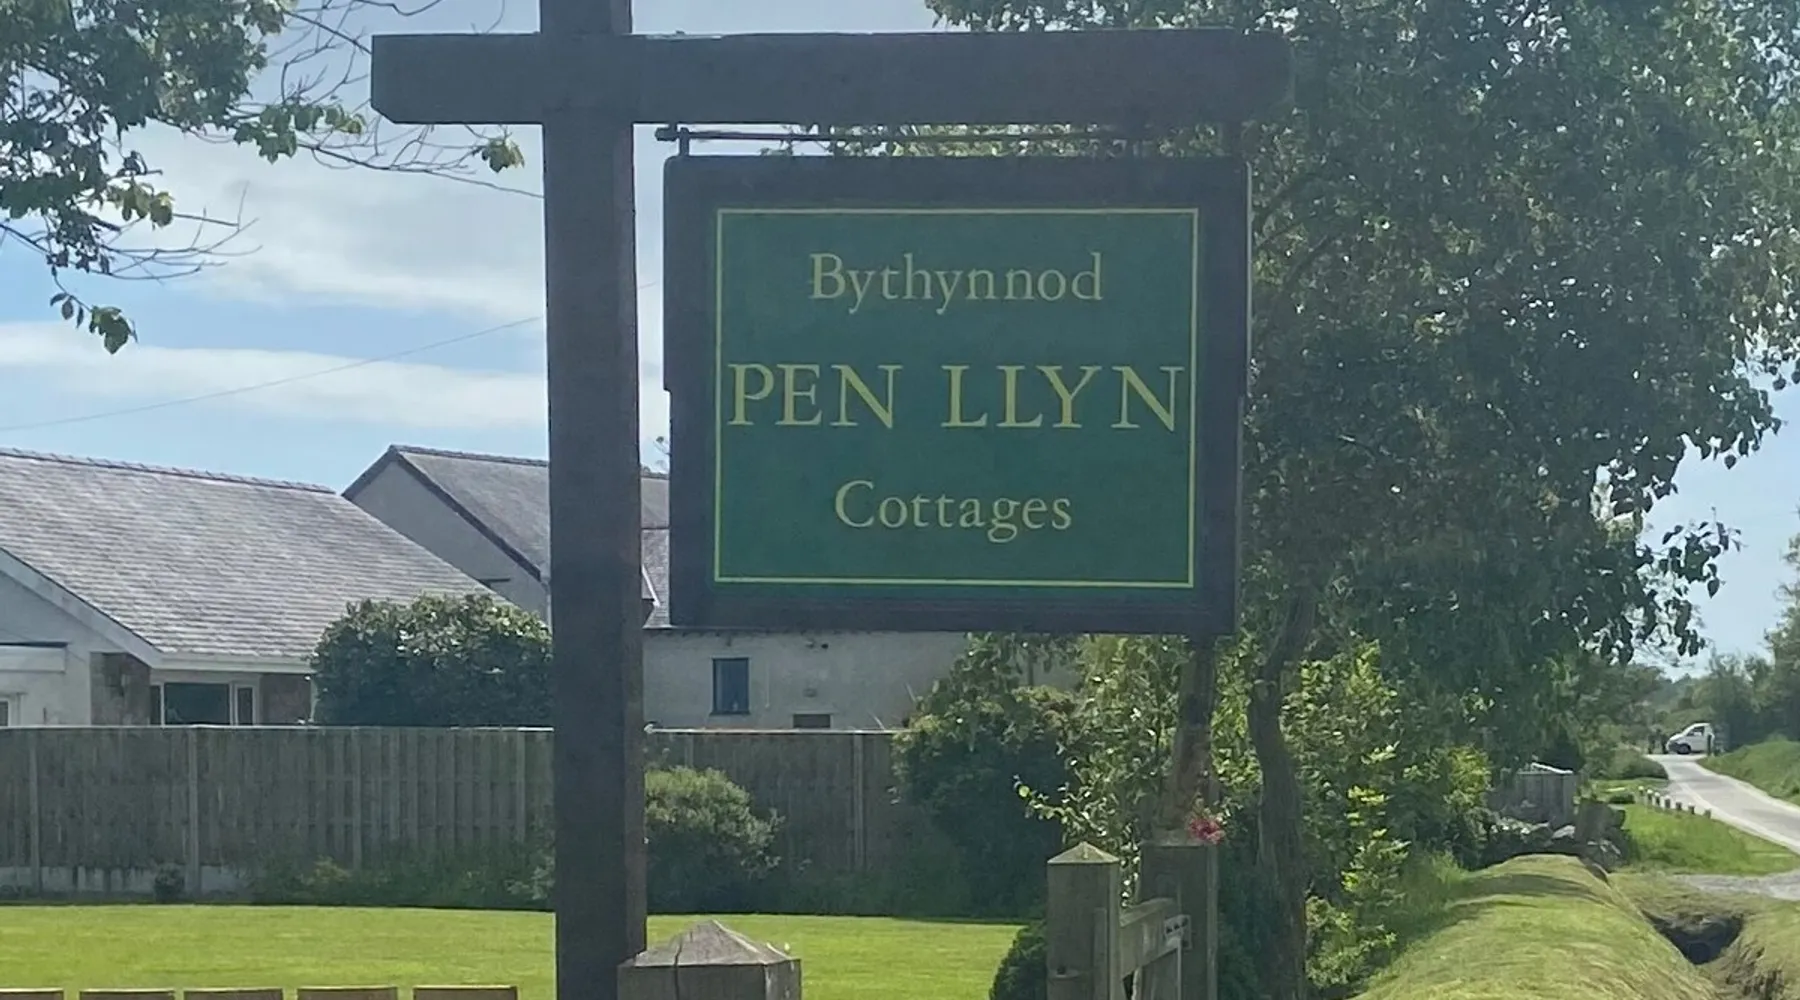 Bythynnod
PEN LLYN
Cottages